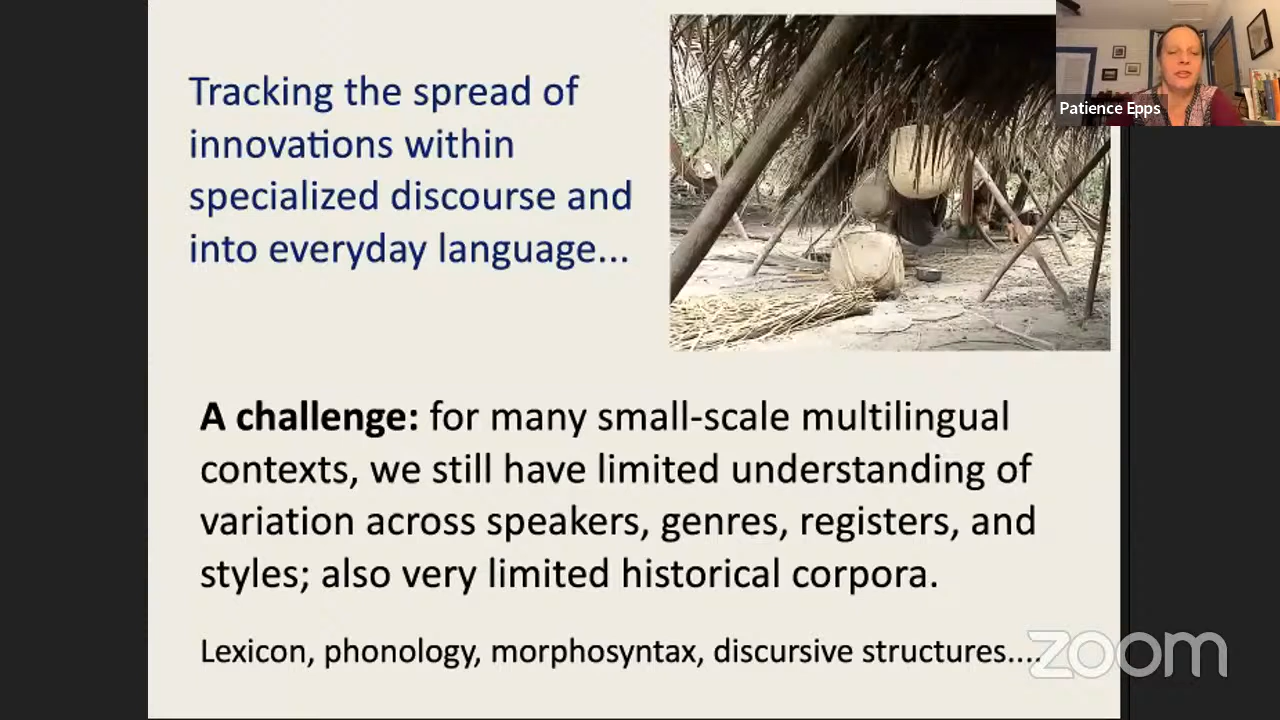 Tracking the spread of
innovations within
specialized discourse and
into everyday language...
Patience Epps
A challenge: for many small-scale multilingual
contexts, we still have limited understanding of
variation across speakers, genres, registers, and
styles; also very limited historical corpora.
Lexicon, phonology, morphosyntax, discursive structures....
zoom